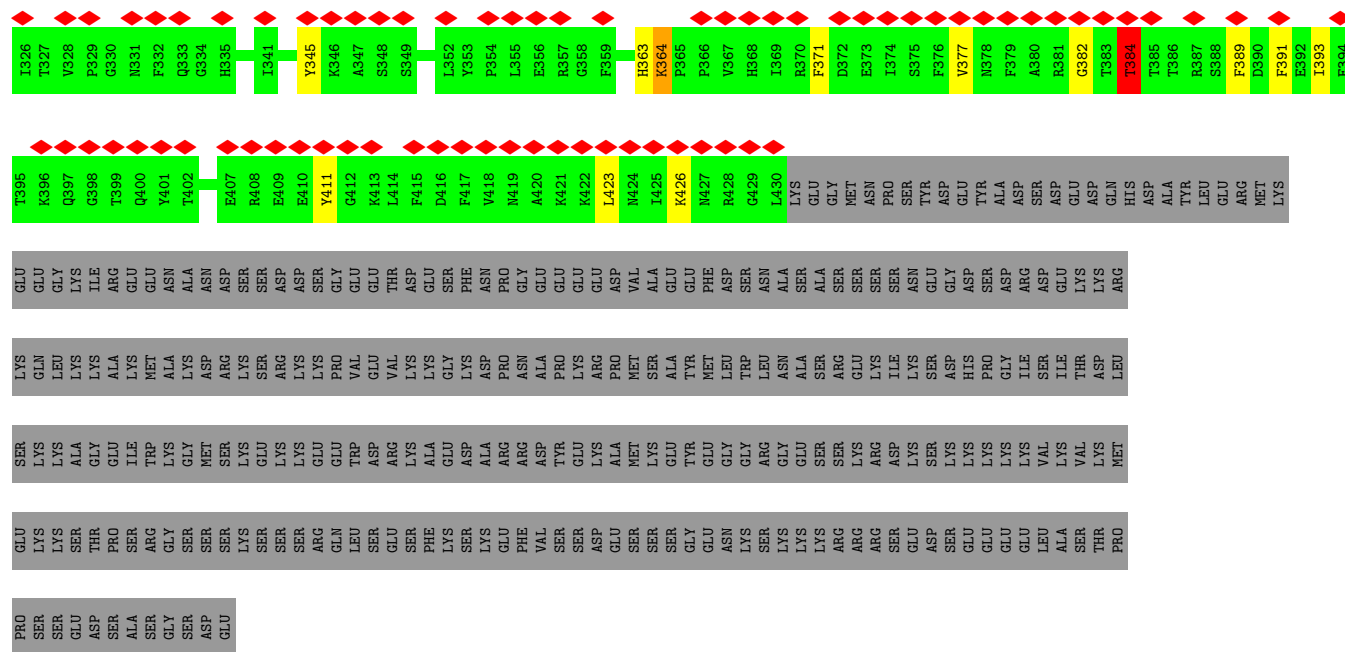 I326 T327 V328 P329 G330 N331 F332 Q333 G334 H335 I341 Y345 K346 A347 S348 S349 L352 Y353 P354 L355 E356 R357 G358 F359 H363 K364 P365 P366 V367 H368 I369 R370 F371 D372 E373 I374 S375 F376 V377 N378 F379 A380 R381 G382 T383 T384 T385 T386 R387 S388 F389 D390 F391 E392 I393 E394
T395 K396 Q397 G398 T399 Q400 Y401 T402 E407 R408 E409 E410 Y411 G412 K413 L414 F415 D416 F417 V418 N419 A420 K421 K422 L423 N424 I425 K426 N427 R428 G429 L430 LYS GLU GLY MET ASN PRO SER TYR ASP GLU TYR ALA ASP SER ASP GLU ASP GLN HIS ASP ALA TYR LEU GLU ARG MET LYS
GLU GLU GLY LYS ILE ARG GLU GLU ASN ALA ASN ASP SER SER ASP ASP SER GLY GLU GLU THR ASP GLU SER PHE ASN PRO GLY GLU GLU GLU GLU ASP VAL ALA GLU GLU PHE ASP SER ASN ALA SER ALA SER SER SER SER ASN GLU GLY ASP SER ASP ARG ASP GLU LYS LYS ARG
LYS GLN LEU LYS LYS ALA LYS MET ALA LYS ASP ARG LYS SER ARG LYS LYS PRO VAL GLU VAL LYS LYS GLY LYS ASP PRO ASN ALA PRO LYS ARG PRO MET SER ALA TYR MET LEU TRP LEU ASN ALA SER ARG GLU LYS ILE LYS SER ASP HIS PRO GLY ILE SER ILE THR ASP LEU
SER LYS LYS ALA GLY GLU ILE TRP LYS GLY MET SER LYS GLU LYS LYS GLU GLU TRP ASP ARG LYS ALA GLU ASP ALA ARG ARG ASP TYR GLU LYS ALA MET LYS GLU TYR GLU GLY GLY ARG GLY GLU SER SER LYS ARG ASP LYS SER LYS LYS LYS LYS LYS VAL LYS VAL LYS MET
GLU LYS LYS SER THR PRO SER ARG GLY SER SER SER LYS SER SER SER ARG GLN LEU SER GLU SER PHE LYS SER LYS GLU PHE VAL SER SER ASP GLU SER SER SER GLY GLU ASN LYS SER LYS LYS LYS ARG ARG ARG SER GLU ASP SER GLU GLU GLU GLU LEU ALA SER THR PRO
PRO SER SER GLU ASP SER ALA SER GLY SER ASP GLU